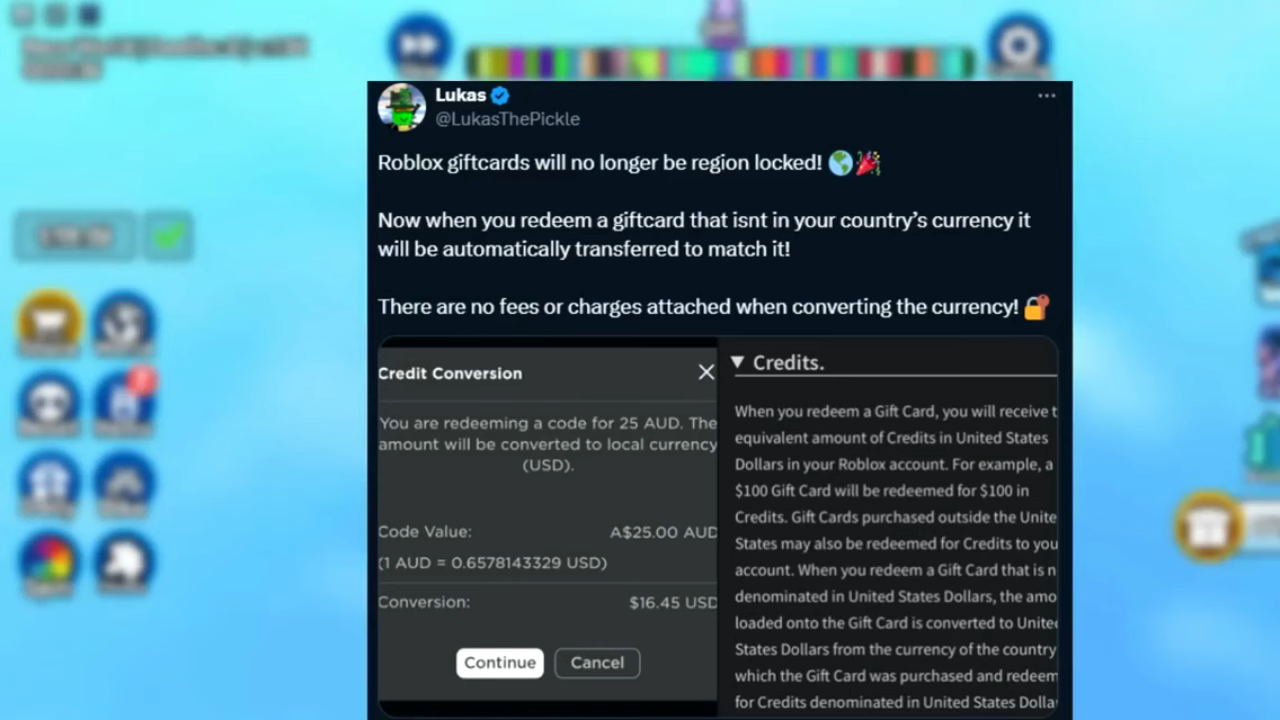 Lukas
@LukasThePickle
Roblox giftcards will no longer be region locked! 🌎🎉
Now when you redeem a giftcard that isnt in your country's currency it
will be automatically transferred to match it!
There are no fees or charges attached when converting the currency! 🔐
Credit Conversion
You are redeeming a code for 25 AUD. The
amount will be converted to local currency
(USD).
Code Value: A$25.00 AUD
(1 AUD = 0.6578143329 USD)
Conversion: $16.45 USD
Continue Cancel
▼ Credits.
When you redeem a Gift Card, you will receive t
equivalent amount of Credits in United States
Dollars in your Roblox account. For example, a
$100 Gift Card will be redeemed for $100 in
Credits. Gift Cards purchased outside the Unite
States may also be redeemed for Credits to you
account. When you redeem a Gift Card that is n
denominated in United States Dollars, the amo
loaded onto the Gift Card is converted to Unite
States Dollars from the currency of the country
which the Gift Card was purchased and redeem
for Credits denominated in United States Dolla